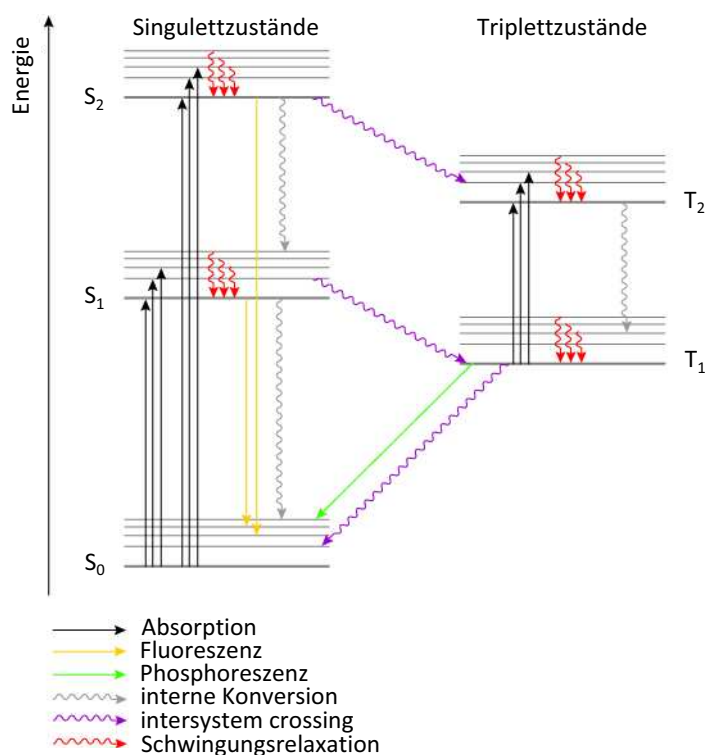 Singulettzustände
Triplettzustände
Energie
S₂
T₂
S₁
T₁
S₀
Absorption
Fluoreszenz
Phosphoreszenz
interne Konversion
intersystem crossing
Schwingungsrelaxation